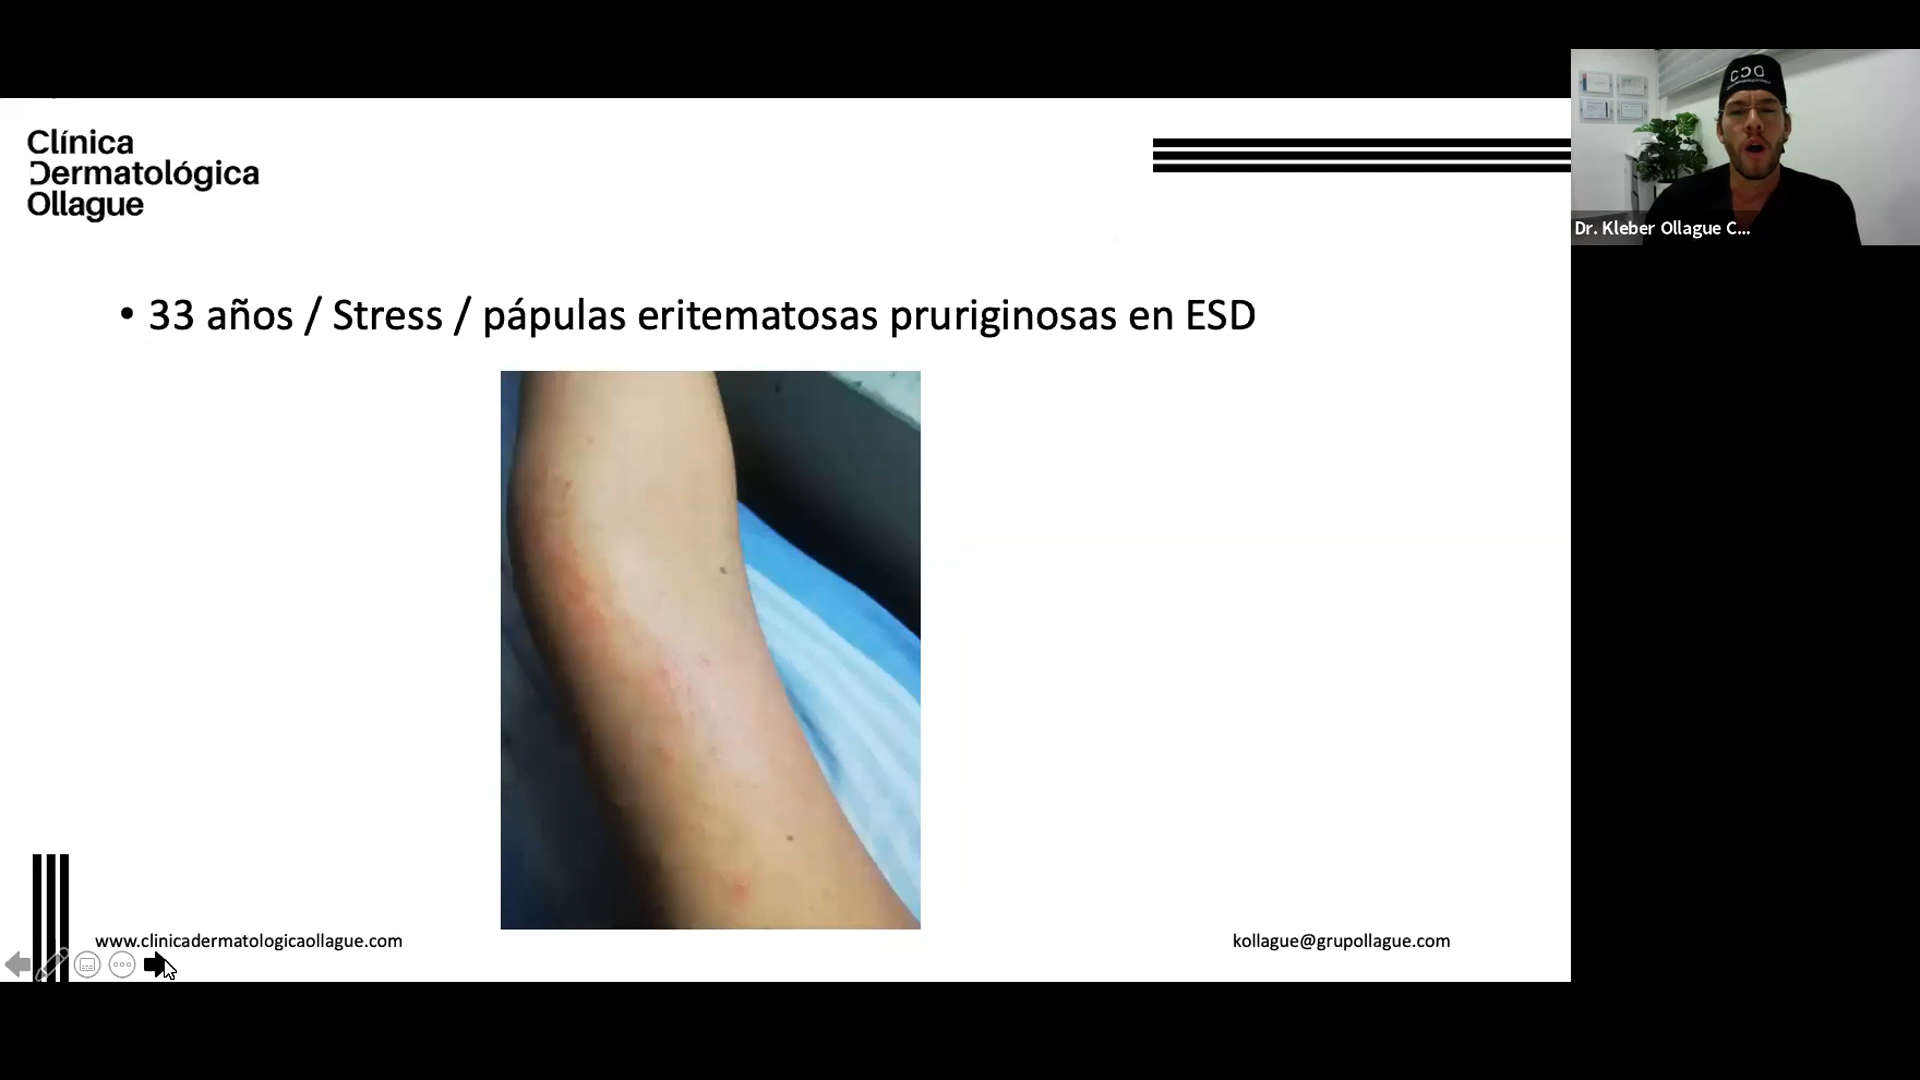 Clínica
Dermatológica
Ollague
Dr. Kleber Ollague C...
• 33 años / Stress / pápulas eritematosas pruriginosas en ESD
www.clinicadermatologicaollague.com
kollague@grupollague.com